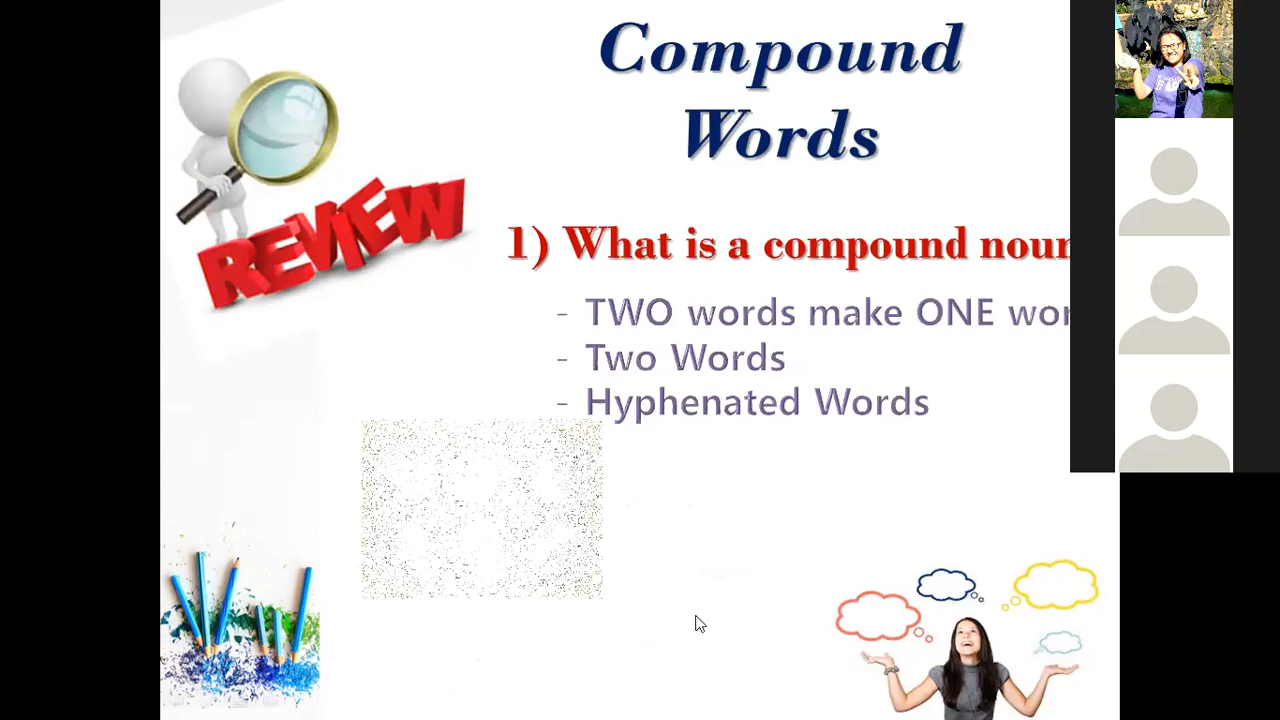 Compound
Words
REVIEW
1) What is a compound noun
- TWO words make ONE wor
- Two Words
- Hyphenated Words